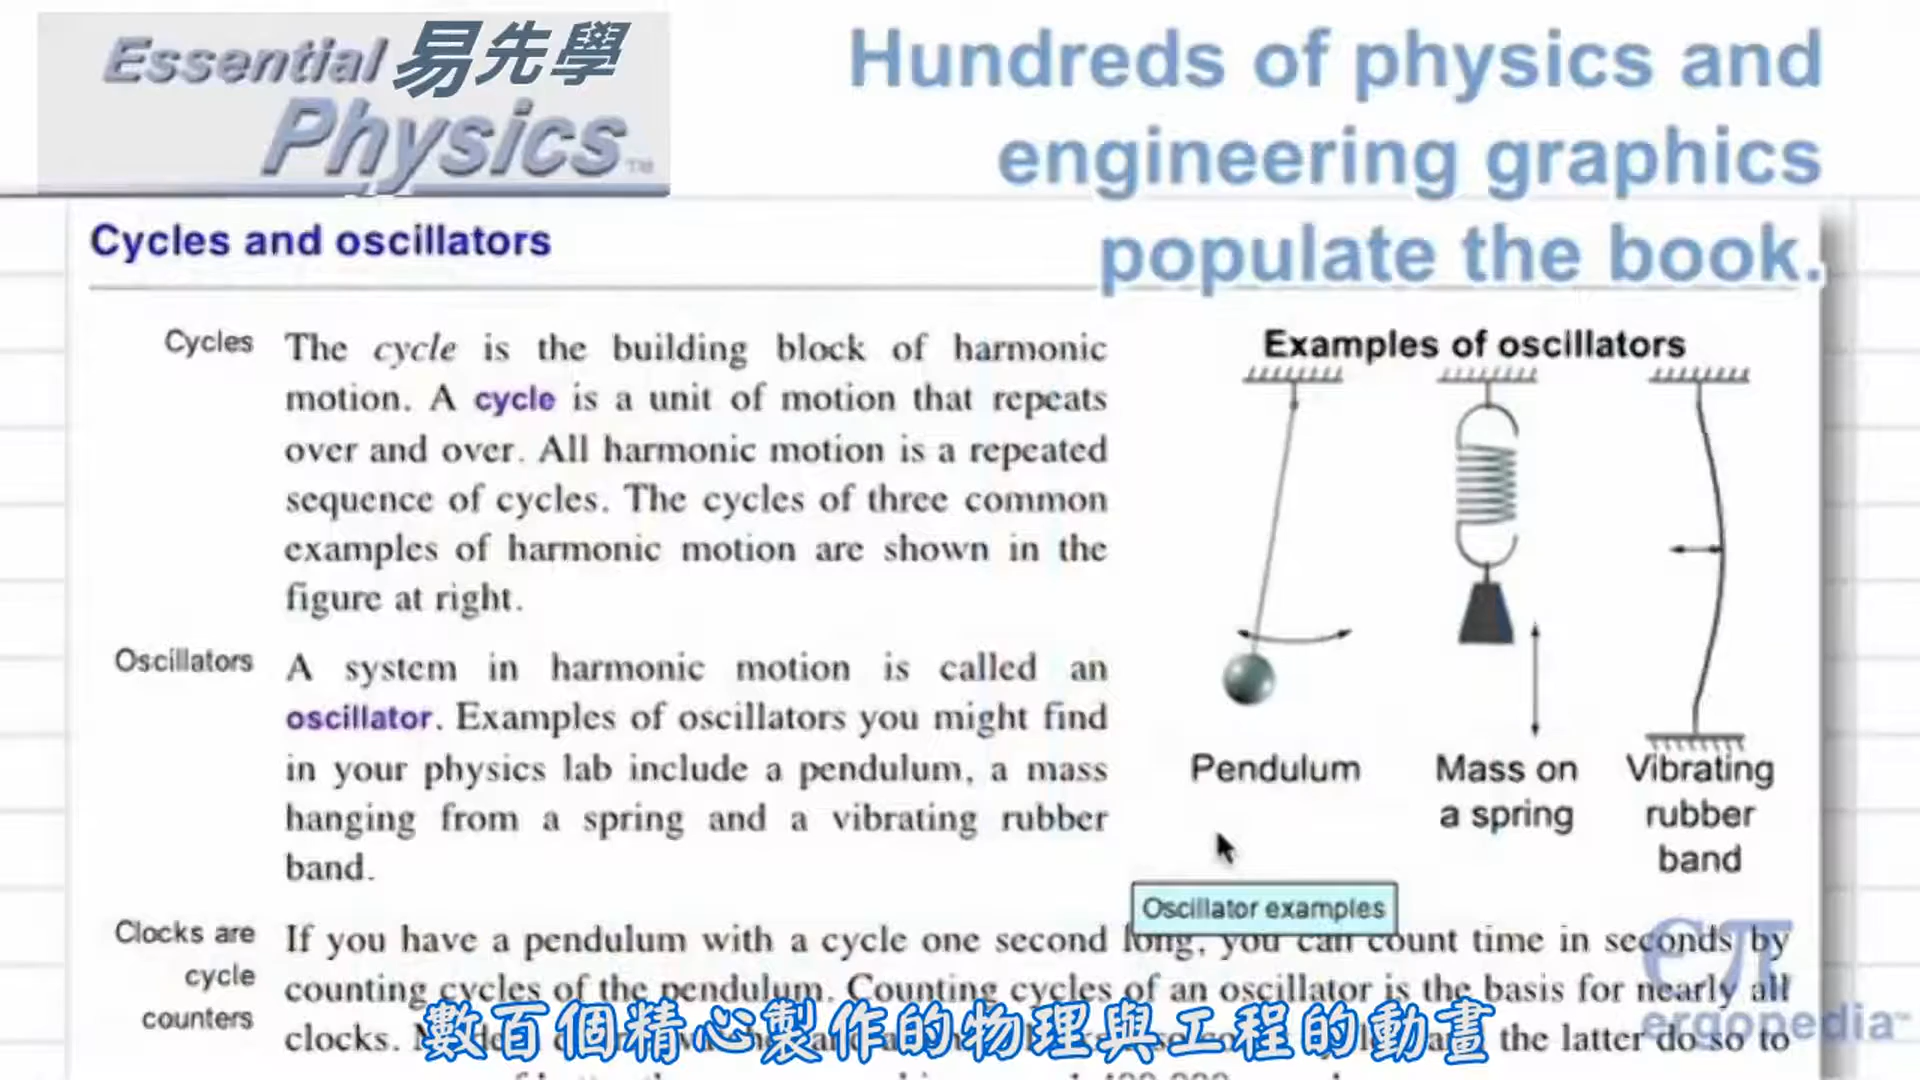 Essential 易先學
Physics™
Hundreds of physics and
engineering graphics
populate the book.
Cycles and oscillators
Cycles
The cycle is the building block of harmonic
motion. A cycle is a unit of motion that repeats
over and over. All harmonic motion is a repeated
sequence of cycles. The cycles of three common
examples of harmonic motion are shown in the
figure at right.
Oscillators
A system in harmonic motion is called an
oscillator. Examples of oscillators you might find
in your physics lab include a pendulum, a mass
hanging from a spring and a vibrating rubber
band.
Examples of oscillators
Pendulum
Mass on
a spring
Vibrating
rubber
band
Oscillator examples
Clocks are
cycle
counters
If you have a pendulum with a cycle one second long, you can count time in seconds by
counting cycles of the pendulum. Counting cycles of an oscillator is the basis for nearly all
clocks. the latter do so to
數百個精心製作的物理與工程的動畫
eπ
ergopedia™